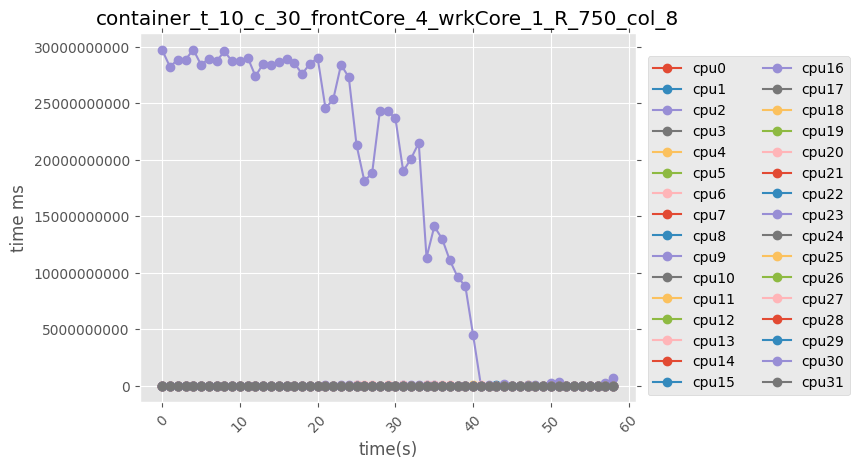 container_t_10_c_30_frontCore_4_wrkCore_1_R_750_col_8
30000000000
25000000000
20000000000
15000000000
10000000000
5000000000
0
time ms
0
10
20
30
40
50
60
time(s)
cpu0
cpu1
cpu2
cpu3
cpu4
cpu5
cpu6
cpu7
cpu8
cpu9
cpu10
cpu11
cpu12
cpu13
cpu14
cpu15
cpu16
cpu17
cpu18
cpu19
cpu20
cpu21
cpu22
cpu23
cpu24
cpu25
cpu26
cpu27
cpu28
cpu29
cpu30
cpu31